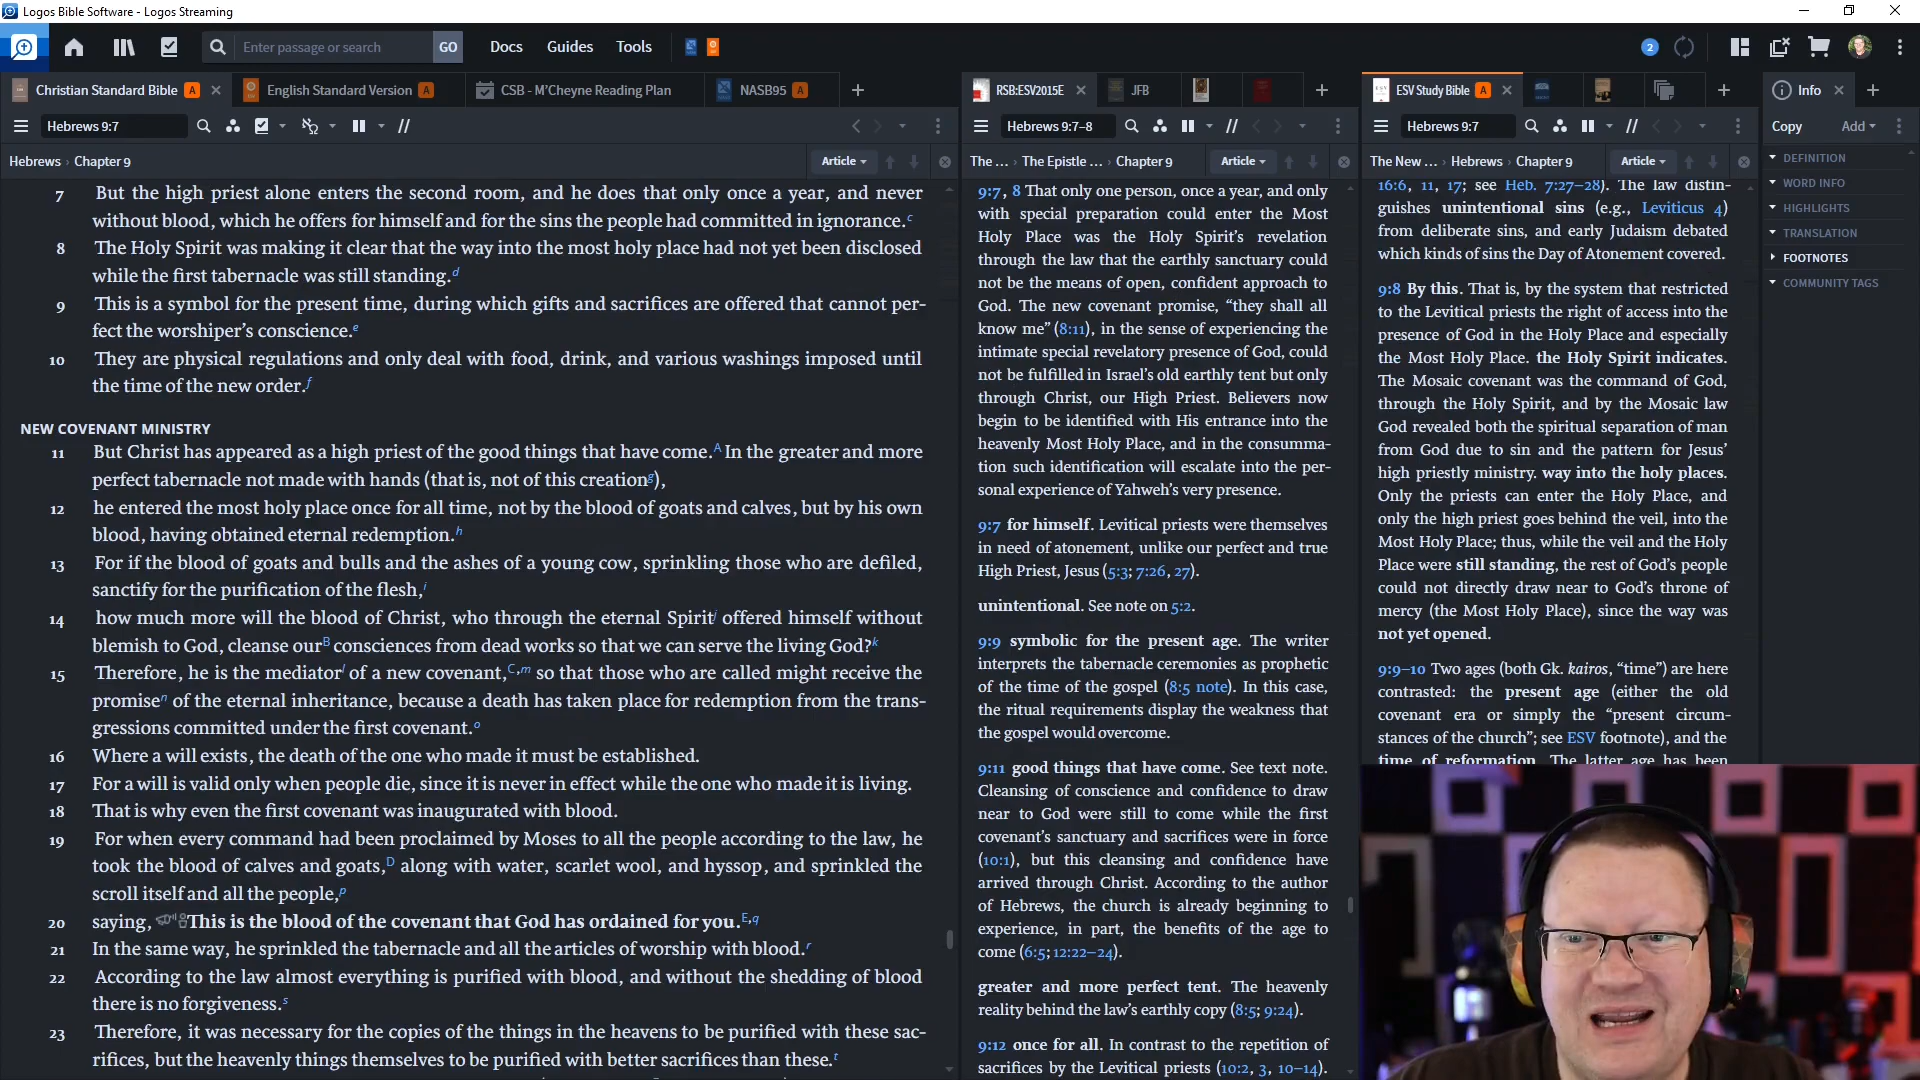 Logos Bible Software - Logos Streaming
Enter passage or search
GO
Docs
Guides
Tools
2
Christian Standard Bible A
English Standard Version A
CSB - M'Cheyne Reading Plan
NASB95 A
Hebrews 9:7
Hebrews › Chapter 9
Article
7 But the high priest alone enters the second room, and he does that only once a year, and never
without blood, which he offers for himself and for the sins the people had committed in ignorance.c
8 The Holy Spirit was making it clear that the way into the most holy place had not yet been disclosed
while the first tabernacle was still standing.d
9 This is a symbol for the present time, during which gifts and sacrifices are offered that cannot per-
fect the worshiper's conscience.e
10 They are physical regulations and only deal with food, drink, and various washings imposed until
the time of the new order.f
NEW COVENANT MINISTRY
11 But Christ has appeared as a high priest of the good things that have come.A In the greater and more
perfect tabernacle not made with hands (that is, not of this creationg),
12 he entered the most holy place once for all time, not by the blood of goats and calves, but by his own
blood, having obtained eternal redemption.h
13 For if the blood of goats and bulls and the ashes of a young cow, sprinkling those who are defiled,
sanctify for the purification of the flesh,i
14 how much more will the blood of Christ, who through the eternal Spiritj offered himself without
blemish to God, cleanse ourB consciences from dead works so that we can serve the living God?k
15 Therefore, he is the mediatorl of a new covenant,C,m so that those who are called might receive the
promisen of the eternal inheritance, because a death has taken place for redemption from the trans-
gressions committed under the first covenant.o
16 Where a will exists, the death of the one who made it must be established.
17 For a will is valid only when people die, since it is never in effect while the one who made it is living.
18 That is why even the first covenant was inaugurated with blood.
19 For when every command had been proclaimed by Moses to all the people according to the law, he
took the blood of calves and goats,D along with water, scarlet wool, and hyssop, and sprinkled the
scroll itself and all the people,p
20 saying, This is the blood of the covenant that God has ordained for you.E,q
21 In the same way, he sprinkled the tabernacle and all the articles of worship with blood.r
22 According to the law almost everything is purified with blood, and without the shedding of blood
there is no forgiveness.s
23 Therefore, it was necessary for the copies of the things in the heavens to be purified with these sac-
rifices, but the heavenly things themselves to be purified with better sacrifices than these.t
RSB:ESV2015E
JFB
Hebrews 9:7–8
The ... › The Epistle ... › Chapter 9
Article
9:7, 8 That only one person, once a year, and only
with special preparation could enter the Most
Holy Place was the Holy Spirit's revelation
through the law that the earthly sanctuary could
not be the means of open, confident approach to
God. The new covenant promise, “they shall all
know me” (8:11), in the sense of experiencing the
intimate special revelatory presence of God, could
not be fulfilled in Israel's old earthly tent but only
through Christ, our High Priest. Believers now
begin to be identified with His entrance into the
heavenly Most Holy Place, and in the consumma-
tion such identification will escalate into the per-
sonal experience of Yahweh's very presence.
9:7 for himself. Levitical priests were themselves
in need of atonement, unlike our perfect and true
High Priest, Jesus (5:3; 7:26, 27).
unintentional. See note on 5:2.
9:9 symbolic for the present age. The writer
interprets the tabernacle ceremonies as prophetic
of the time of the gospel (8:5 note). In this case,
the ritual requirements display the weakness that
the gospel would overcome.
9:11 good things that have come. See text note.
Cleansing of conscience and confidence to draw
near to God were still to come while the first
covenant's sanctuary and sacrifices were in force
(10:1), but this cleansing and confidence have
arrived through Christ. According to the author
of Hebrews, the church is already beginning to
experience, in part, the benefits of the age to
come (6:5; 12:22–24).
greater and more perfect tent. The heavenly
reality behind the law's earthly copy (8:5; 9:24).
9:12 once for all. In contrast to the repetition of
sacrifices by the Levitical priests (10:2, 3, 10–14).
ESV Study Bible A
Hebrews 9:7
The New ... › Hebrews › Chapter 9
Article
16:6, 11, 17; see Heb. 7:27–28). The law distin-
guishes unintentional sins (e.g., Leviticus 4)
from deliberate sins, and early Judaism debated
which kinds of sins the Day of Atonement covered.
9:8 By this. That is, by the system that restricted
to the Levitical priests the right of access into the
presence of God in the Holy Place and especially
the Most Holy Place. the Holy Spirit indicates.
The Mosaic covenant was the command of God,
through the Holy Spirit, and by the Mosaic law
God revealed both the spiritual separation of man
from God due to sin and the pattern for Jesus'
high priestly ministry. way into the holy places.
Only the priests can enter the Holy Place, and
only the high priest goes behind the veil, into the
Most Holy Place; thus, while the veil and the Holy
Place were still standing, the rest of God's people
could not directly draw near to God's throne of
mercy (the Most Holy Place), since the way was
not yet opened.
9:9–10 Two ages (both Gk. kairos, “time”) are here
contrasted: the present age (either the old
covenant era or simply the “present circum-
stances of the church”; see ESV footnote), and the
time of reformation. The latter age has been
Info
Copy
Add
DEFINITION
WORD INFO
HIGHLIGHTS
TRANSLATION
FOOTNOTES
COMMUNITY TAGS